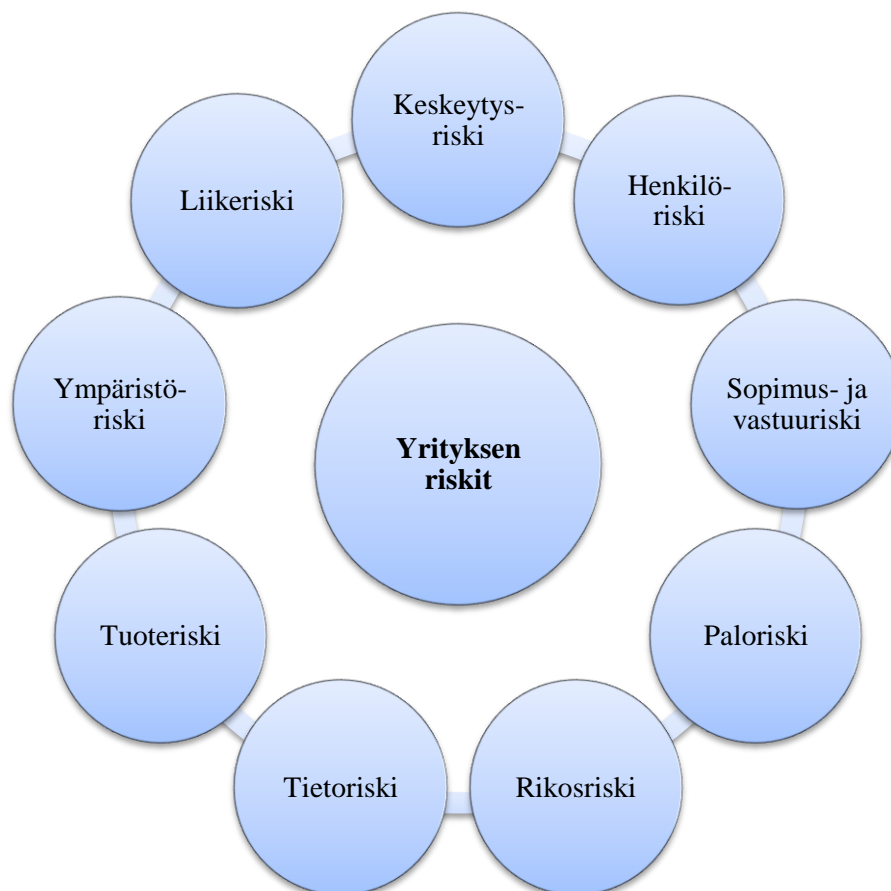 Keskeytys-
riski
Henkilö-
riski
Sopimus- ja
vastuuriski
Paloriski
Rikosriski
Tietoriski
Tuoteriski
Ympäristö-
riski
Liikeriski
Yrityksen
riskit